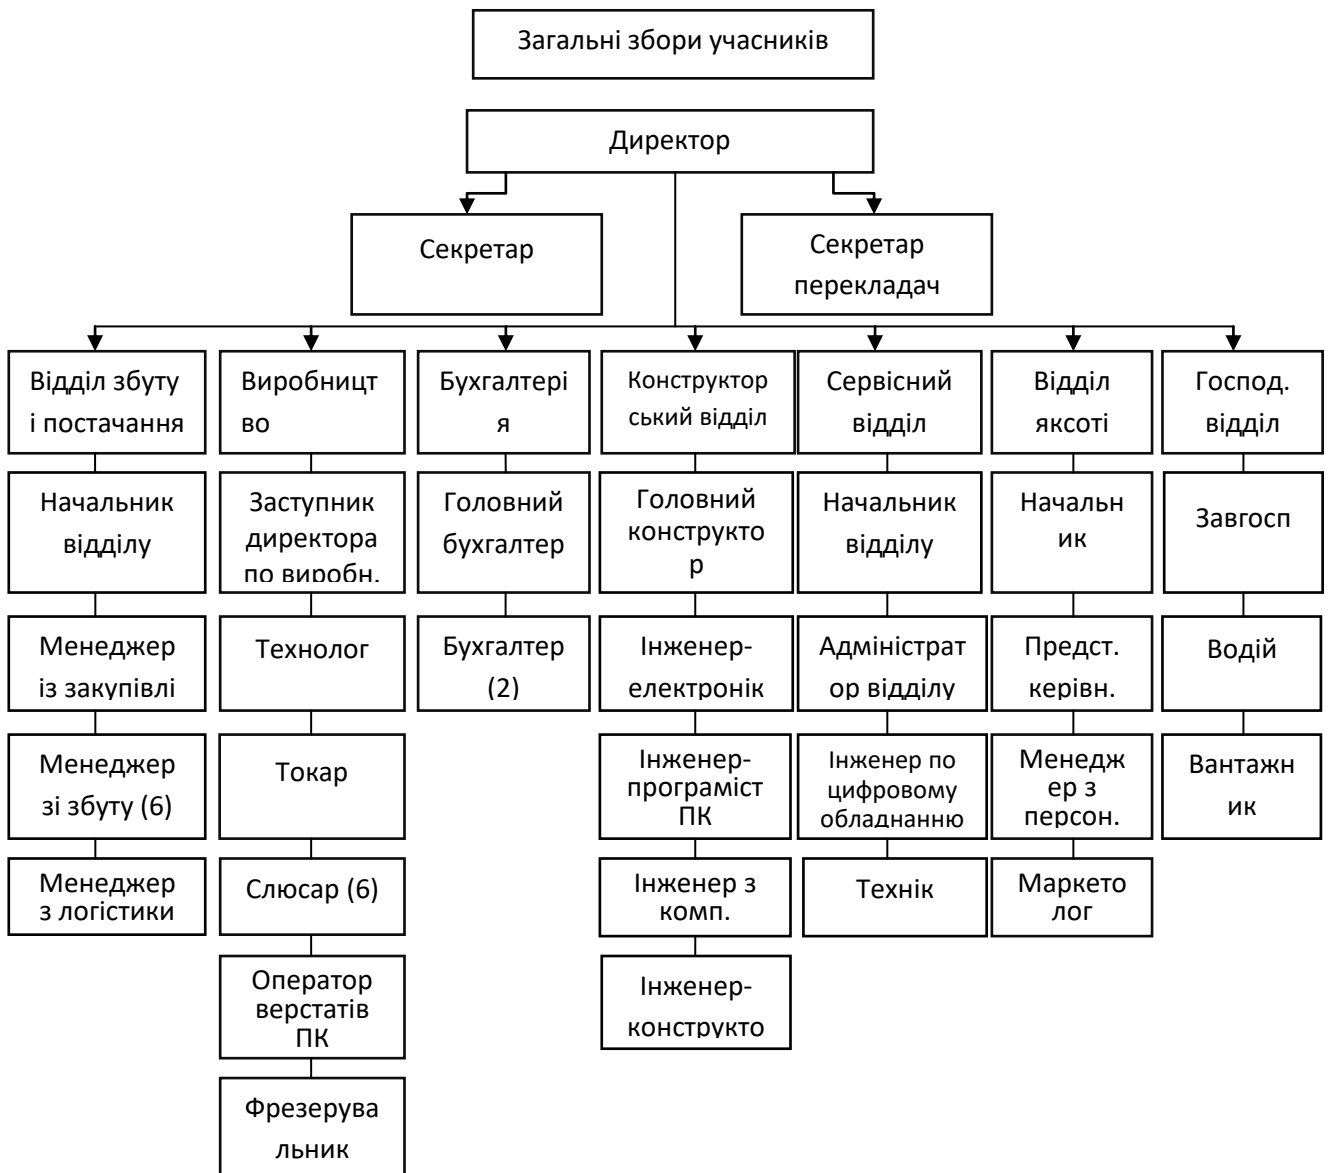 Загальні збори учасників
Директор
Секретар
Секретар
перекладач
Відділ збуту
і постачання
Виробницт
во
Бухгалтері
я
Конструктор
ський відділ
Сервісний
відділ
Відділ
яксоті
Господ.
відділ
Начальник
відділу
Заступник
директора
по виробн.
Головний
бухгалтер
Головний
конструкто
р
Начальник
відділу
Начальн
ик
Завгосп
Менеджер
із закупівлі
Технолог
Бухгалтер
(2)
Інженер-
електронік
Адміністрат
ор відділу
Предст.
керівн.
Водій
Менеджер
зі збуту (6)
Токар
Інженер-
програміст
ПК
Інженер по
цифровому
обладнанню
Менедж
ер з
персон.
Вантажн
ик
Менеджер
з логістики
Слюсар (6)
Інженер з
комп.
Технік
Маркето
лог
Оператор
верстатів
ПК
Інженер-
конструкто
Фрезерува
льник